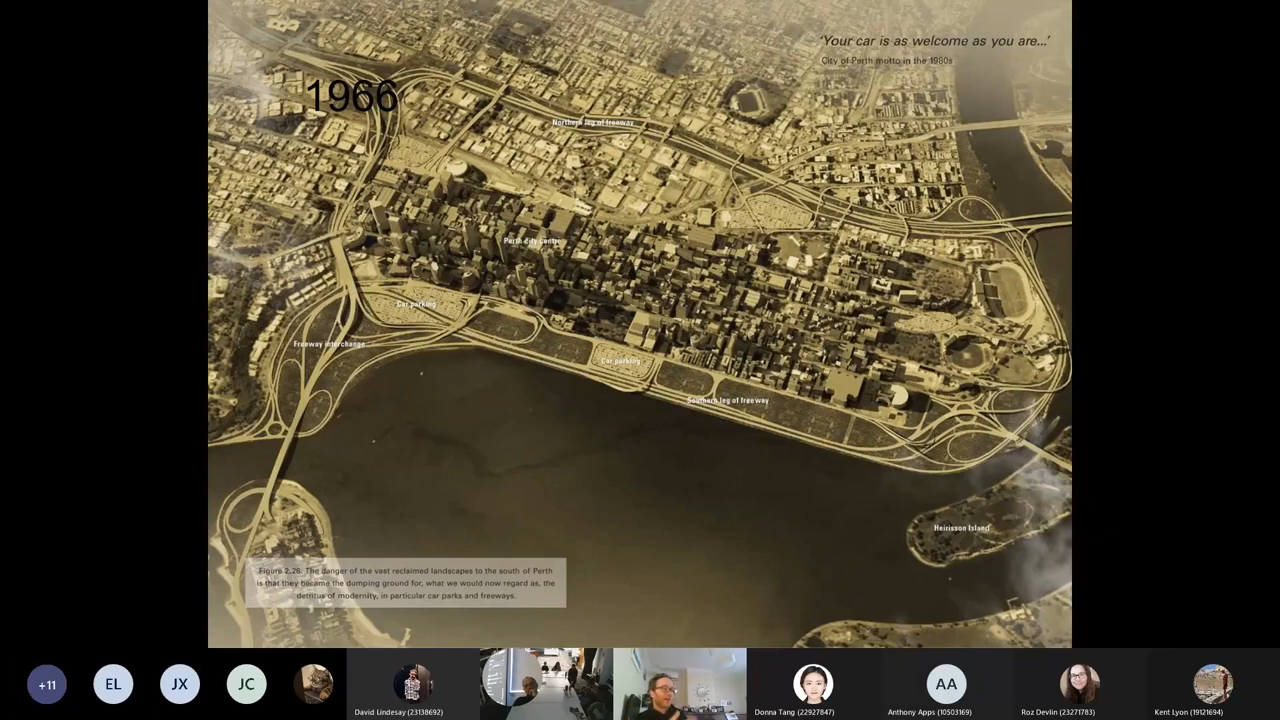 'Your car is as welcome as you are...'
City of Perth motto in the 1980s
1966
Northern leg of freeway
Perth city centre
Car parking
Freeway interchange
Car parking
Southern leg of freeway
Heirisson Island
Figure 2.26: The danger of the vast reclaimed landscapes to the south of Perth
is that they became the dumping ground for, what we would now regard as, the
detritus of modernity, in particular car parks and freeways.
+11
EL
JX
JC
AA
David Lindesay (23138692)
Donna Tang (22927847)
Anthony Apps (10503169)
Roz Devlin (23271783)
Kent Lyon (19121694)